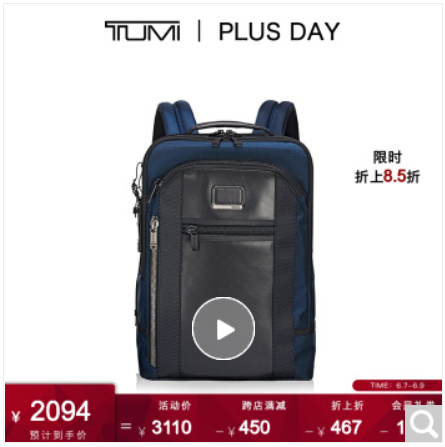 TUMI | PLUS DAY
限时
折上8.5折
TIME: 6.7-6.9
¥ 2094
预计到手价
=
活动价
¥ 3110
跨店满减
-¥ 450
折上折
-¥ 467